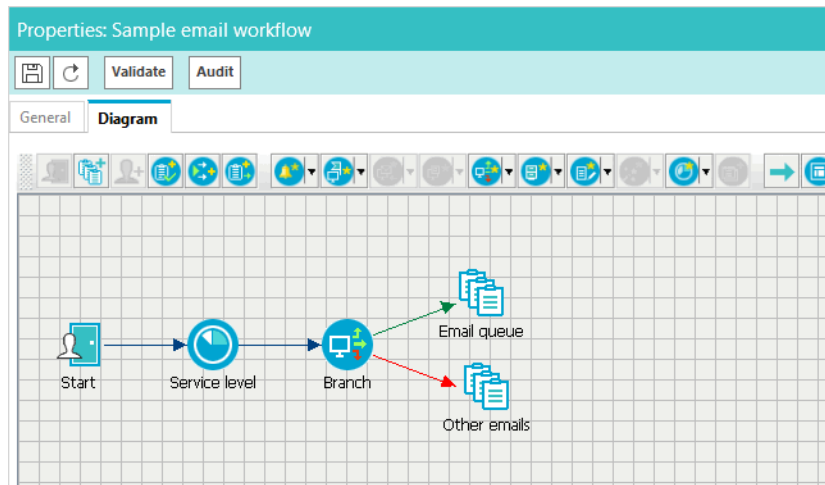 Properties: Sample email workflow
Validate Audit
General Diagram
Email queue
Start Service level Branch
Other emails